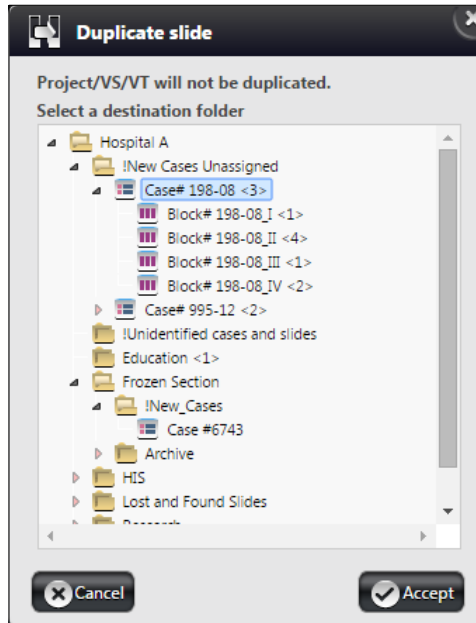 Duplicate slide
Project/VS/VT will not be duplicated.
Select a destination folder
Hospital A
!New Cases Unassigned
Case# 198-08 <3>
Block# 198-08_I <1>
Block# 198-08_II <4>
Block# 198-08_III <1>
Block# 198-08_IV <2>
Case# 995-12 <2>
!Unidentified cases and slides
Education <1>
Frozen Section
!New_Cases
Case #6743
Archive
HIS
Lost and Found Slides
Research
Cancel
Accept